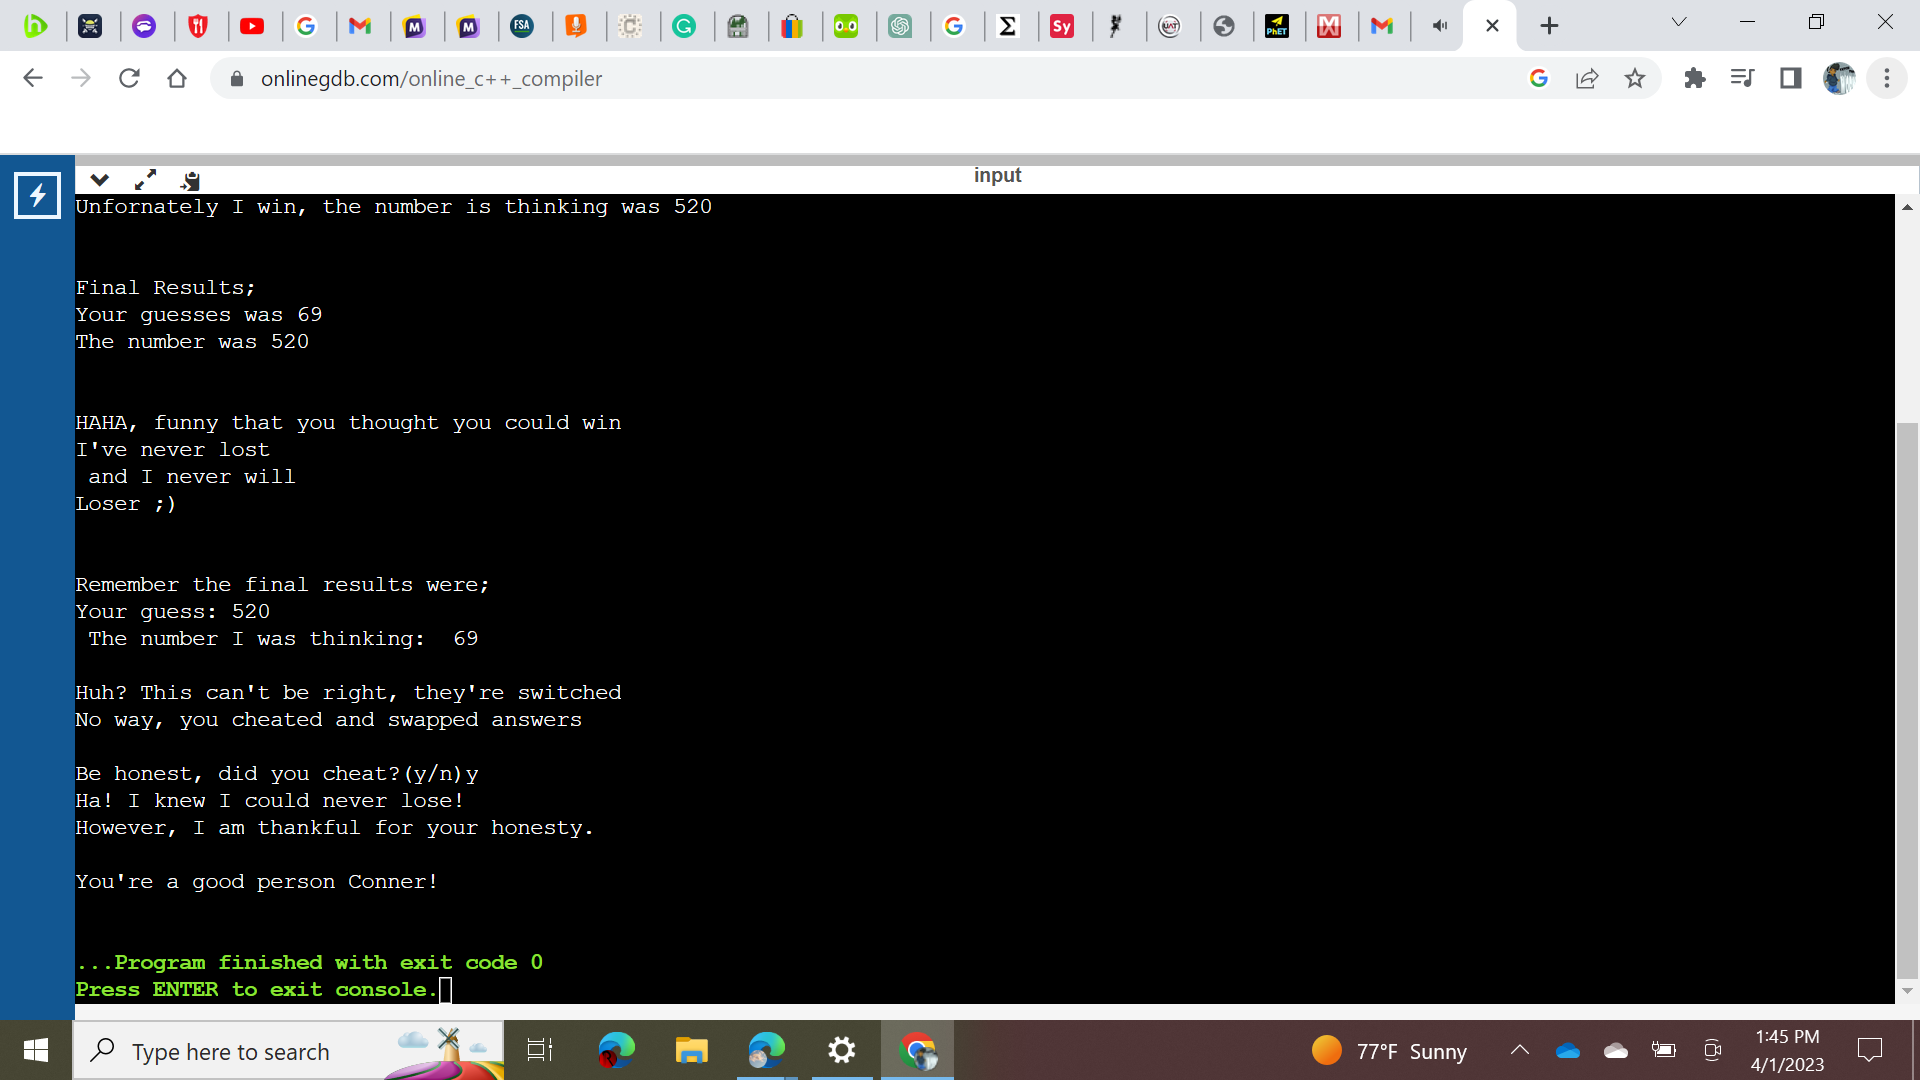 FSA
Sy
UAT
PhET
onlinegdb.com/online_c++_compiler
input
Unfornately I win, the number is thinking was 520
Final Results;
Your guesses was 69
The number was 520
HAHA, funny that you thought you could win
I've never lost
and I never will
Loser ;)
Remember the final results were;
Your guess: 520
The number I was thinking:  69
Huh? This can't be right, they're switched
No way, you cheated and swapped answers
Be honest, did you cheat?(y/n)y
Ha! I knew I could never lose!
However, I am thankful for your honesty.
You're a good person Conner!
...Program finished with exit code 0
Press ENTER to exit console.
Type here to search
77°F Sunny
1:45 PM
4/1/2023